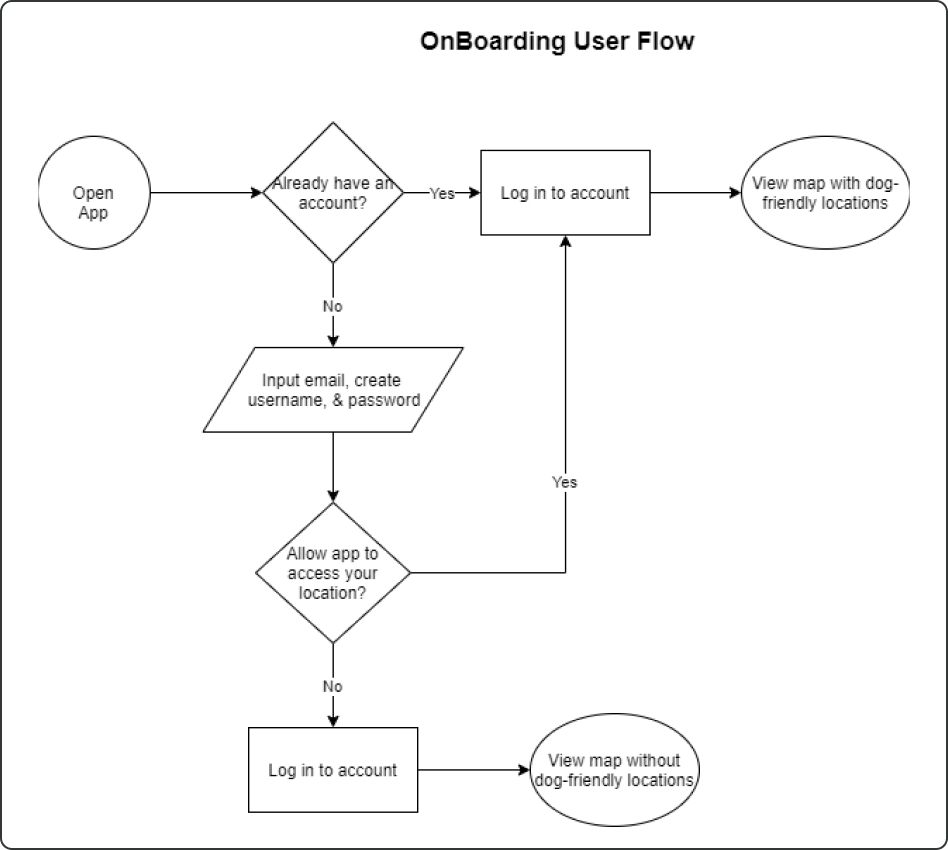 OnBoarding User Flow
Open
App
Already have an
account?
Yes
Log in to account
View map with dog-
friendly locations
No
Input email, create
username, & password
Yes
Allow app to
access your
location?
No
Log in to account
View map without
dog-friendly locations